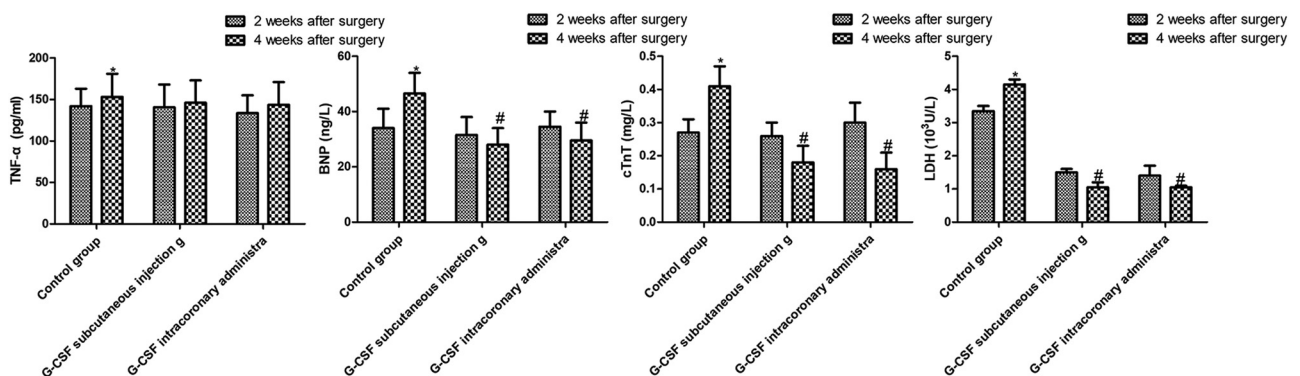 2 weeks after surgery
4 weeks after surgery
TNF-α (pg/ml)
200
150
100
50
0
*
Control group
G-CSF subcutaneous injection g
G-CSF intracoronary administra
2 weeks after surgery
4 weeks after surgery
BNP (ng/L)
60
40
20
0
*
#
#
Control group
G-CSF subcutaneous injection g
G-CSF intracoronary administra
2 weeks after surgery
4 weeks after surgery
cTnT (mg/L)
0.5
0.4
0.3
0.2
0.1
0.0
*
#
#
Control group
G-CSF subcutaneous injection g
G-CSF intracoronary administra
2 weeks after surgery
4 weeks after surgery
LDH (10³U/L)
5
4
3
2
1
0
*
#
#
Control group
G-CSF subcutaneous injection g
G-CSF intracoronary administra